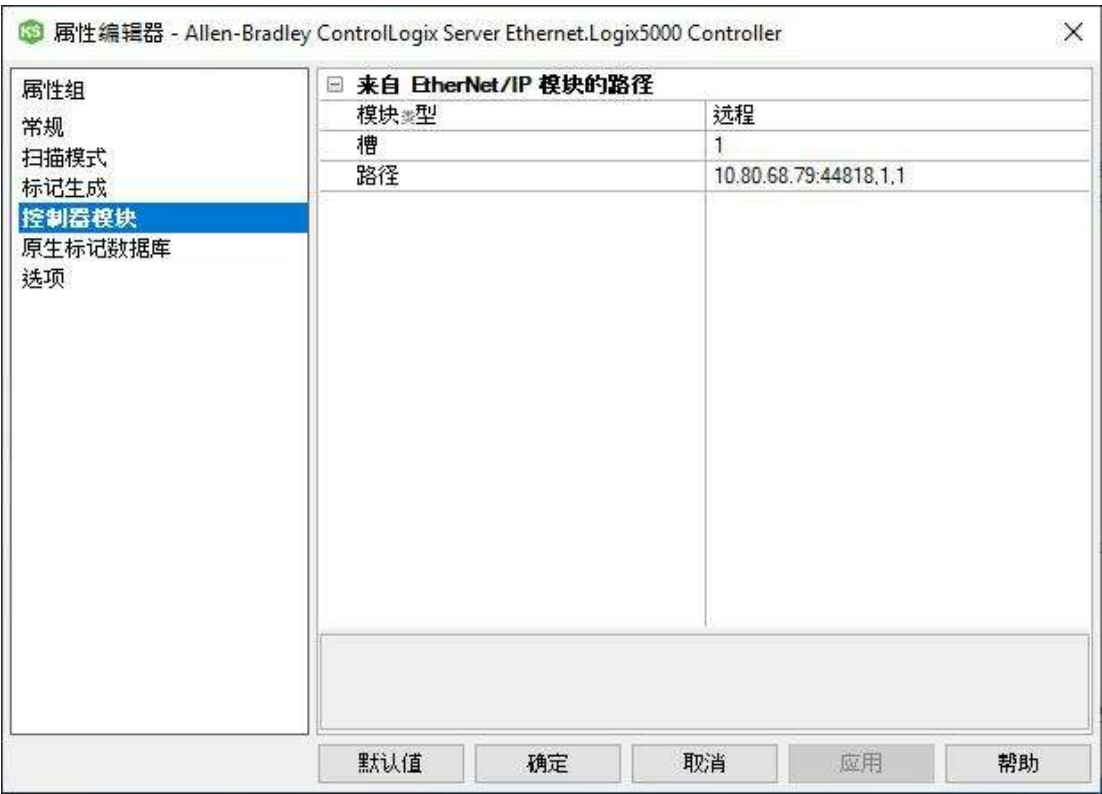 KS 属性编辑器 - Allen-Bradley ControlLogix Server Ethernet.Logix5000 Controller
属性组
常规
扫描模式
标记生成
控制器模块
原生标记数据库
选项
来自 EtherNet/IP 模块的路径
模块类型 远程
槽 1
路径 10.80.68.79:44818,1,1
默认值 确定 取消 应用 帮助